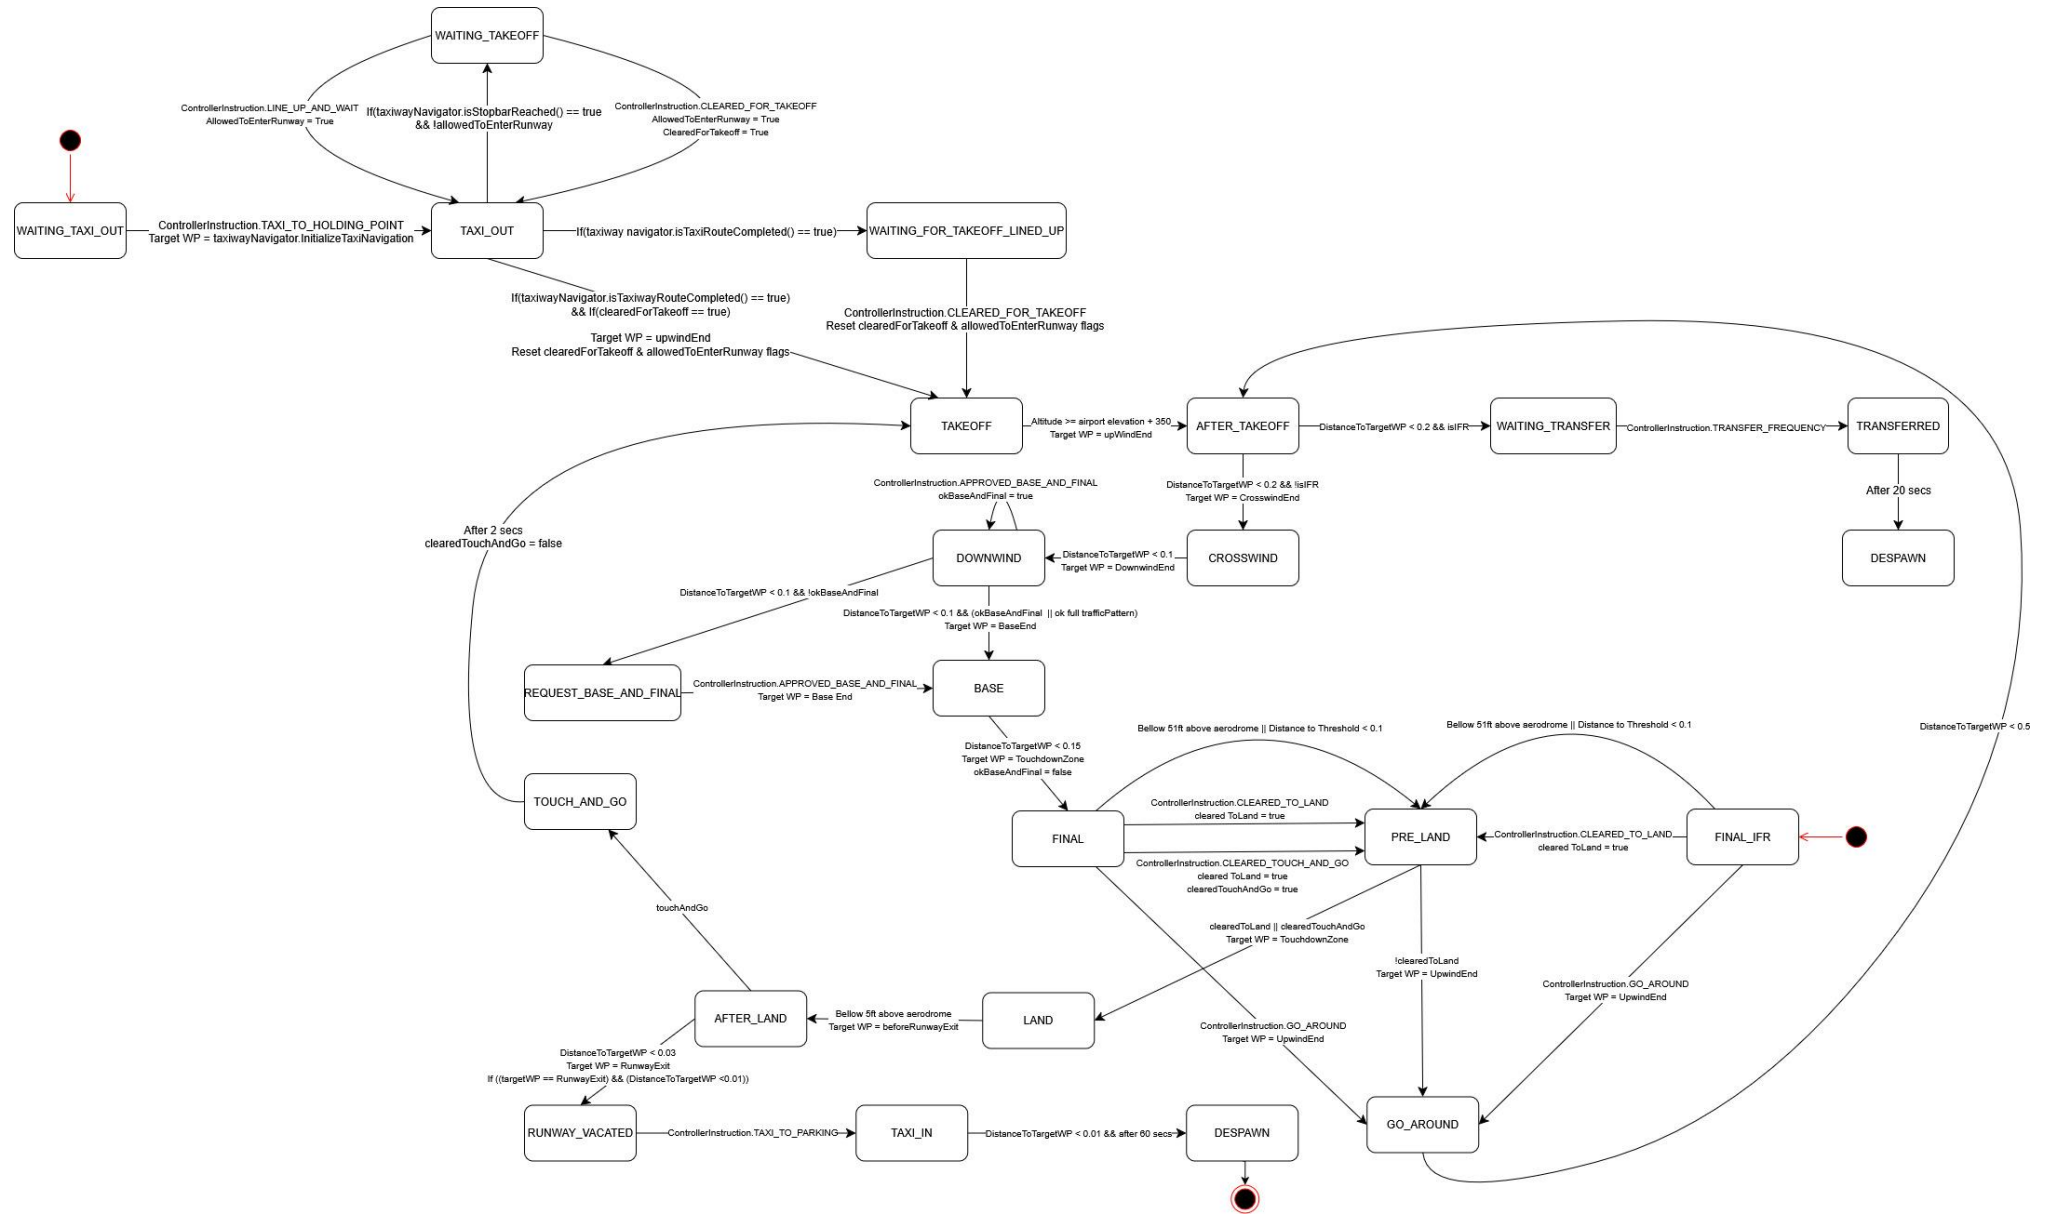 WAITING_TAKEOFF
ControllerInstruction.LINE_UP_AND_WAIT
AllowedToEnterRunway = True
If(taxiwayNavigator.isStopbarReached() == true
&& !allowedToEnterRunway
ControllerInstruction.CLEARED_FOR_TAKEOFF
AllowedToEnterRunway = True
ClearedForTakeoff = True
WAITING_TAXI_OUT
ControllerInstruction.TAXI_TO_HOLDING_POINT
Target WP = taxiwayNavigator.InitializeTaxiNavigation
TAXI_OUT
If(taxiway navigator.isTaxiRouteCompleted() == true)
WAITING_FOR_TAKEOFF_LINED_UP
If(taxiwayNavigator.isTaxiwayRouteCompleted() == true)
&& If(clearedForTakeoff == true)
Target WP = upwindEnd
Reset clearedForTakeoff & allowedToEnterRunway flags
ControllerInstruction.CLEARED_FOR_TAKEOFF
Reset clearedForTakeoff & allowedToEnterRunway flags
TAKEOFF
Altitude >= airport elevation + 350
Target WP = upWindEnd
AFTER_TAKEOFF
DistanceToTargetWP < 0.2 && isIFR
WAITING_TRANSFER
ControllerInstruction.TRANSFER_FREQUENCY
TRANSFERRED
After 20 secs
DESPAWN
ControllerInstruction.APPROVED_BASE_AND_FINAL
okBaseAndFinal = true
DistanceToTargetWP < 0.2 && !isIFR
Target WP = CrosswindEnd
After 2 secs
clearedTouchAndGo = false
DOWNWIND
DistanceToTargetWP < 0.1
Target WP = DownwindEnd
CROSSWIND
DistanceToTargetWP < 0.1 && !okBaseAndFinal
DistanceToTargetWP < 0.1 && (okBaseAndFinal || ok full trafficPattern)
Target WP = BaseEnd
REQUEST_BASE_AND_FINAL
ControllerInstruction.APPROVED_BASE_AND_FINAL
Target WP = Base End
BASE
DistanceToTargetWP < 0.15
Target WP = TouchdownZone
okBaseAndFinal = false
Bellow 51ft above aerodrome || Distance to Threshold < 0.1
Bellow 51ft above aerodrome || Distance to Threshold < 0.1
DistanceToTargetWP < 0.5
TOUCH_AND_GO
FINAL
ControllerInstruction.CLEARED_TO_LAND
cleared ToLand = true
ControllerInstruction.CLEARED_TOUCH_AND_GO
cleared ToLand = true
clearedTouchAndGo = true
PRE_LAND
ControllerInstruction.CLEARED_TO_LAND
cleared ToLand = true
FINAL_IFR
touchAndGo
clearedToLand || clearedTouchAndGo
Target WP = TouchdownZone
!clearedToLand
Target WP = UpwindEnd
ControllerInstruction.GO_AROUND
Target WP = UpwindEnd
AFTER_LAND
Bellow 5ft above aerodrome
Target WP = beforeRunwayExit
LAND
ControllerInstruction.GO_AROUND
Target WP = UpwindEnd
DistanceToTargetWP < 0.03
Target WP = RunwayExit
If ((targetWP == RunwayExit) && (DistanceToTargetWP <0.01))
RUNWAY_VACATED
ControllerInstruction.TAXI_TO_PARKING
TAXI_IN
DistanceToTargetWP < 0.01 && after 60 secs
DESPAWN
GO_AROUND